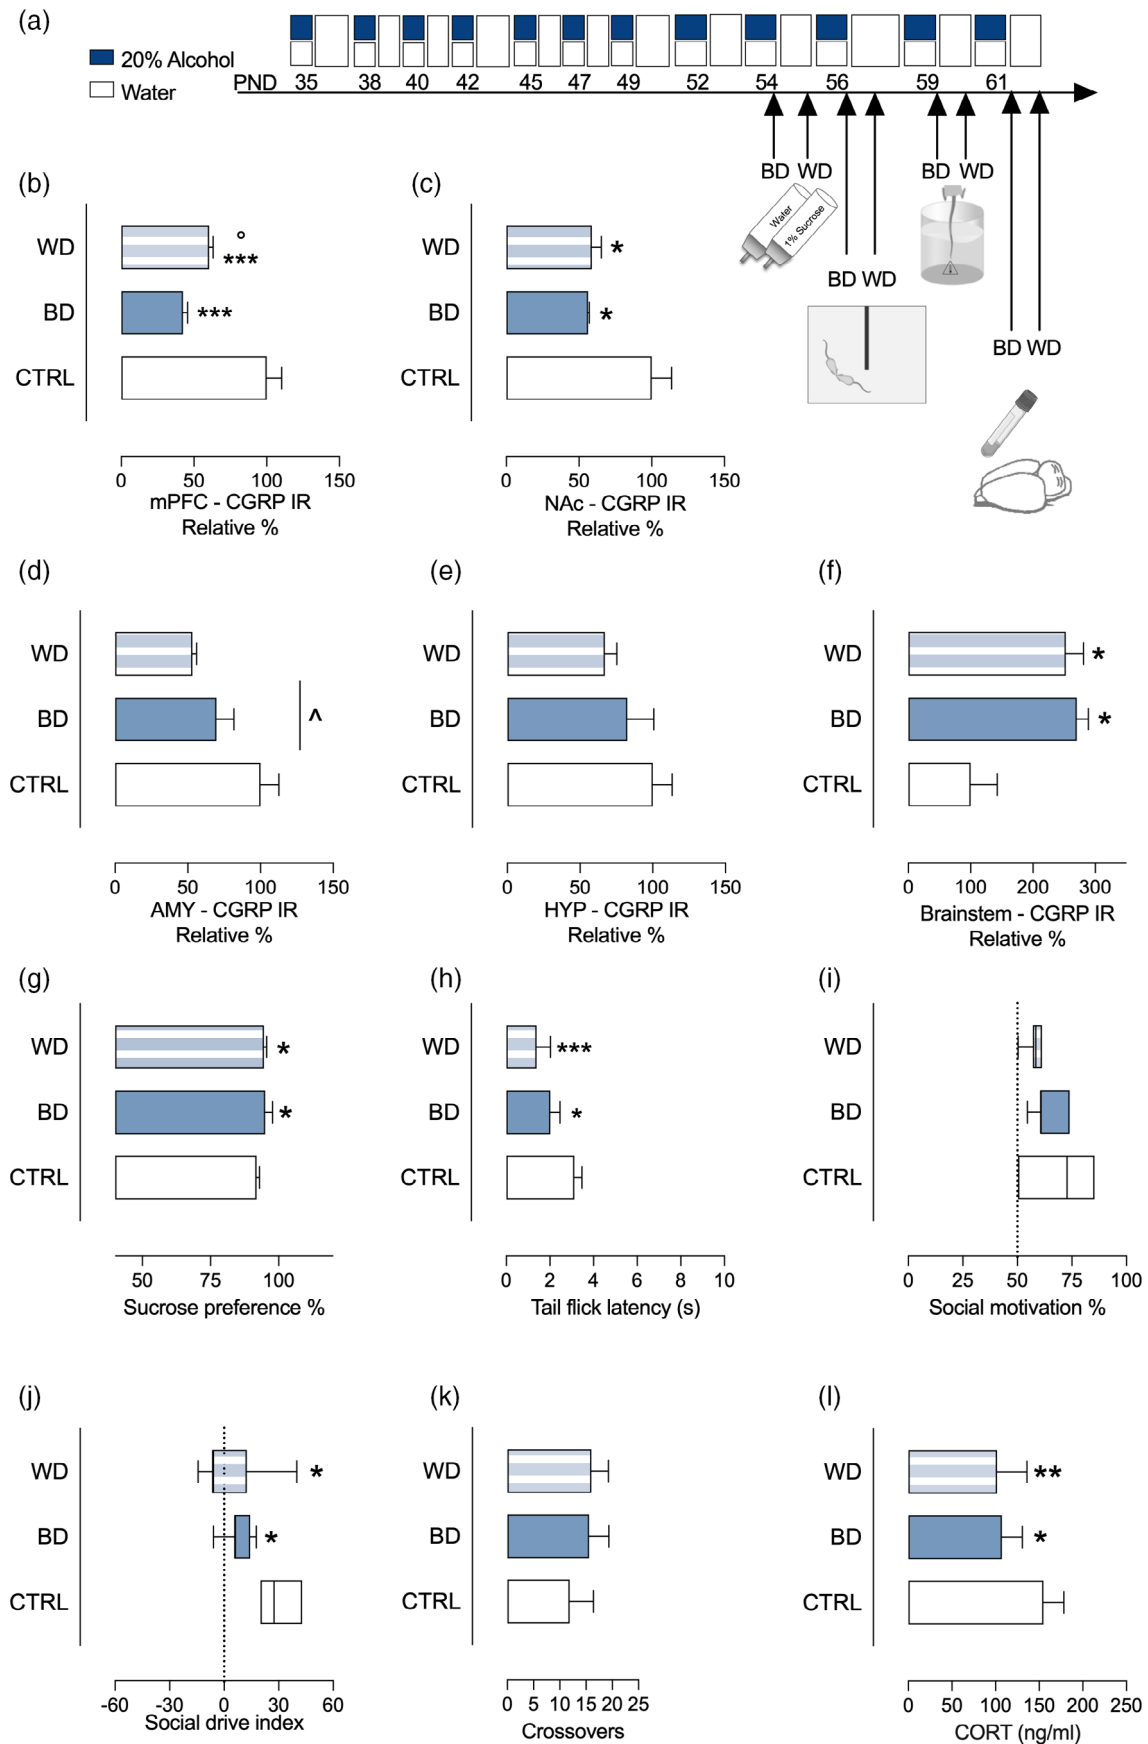 (a)
20% Alcohol
Water
PND 35 38 40 42 45 47 49 52 54 56 59 61
BD WD
BD WD
Water
1% Sucrose
BD WD
BD WD
(b)
WD
°
***
BD
***
CTRL
0 50 100 150
mPFC - CGRP IR
Relative %
(c)
WD
*
BD
*
CTRL
0 50 100 150
NAc - CGRP IR
Relative %
(d)
WD
BD
^
CTRL
0 50 100 150
AMY - CGRP IR
Relative %
(e)
WD
BD
CTRL
0 50 100 150
HYP - CGRP IR
Relative %
(f)
WD
*
BD
*
CTRL
0 100 200 300
Brainstem - CGRP IR
Relative %
(g)
WD
*
BD
*
CTRL
50 75 100
Sucrose preference %
(h)
WD
***
BD
*
CTRL
0 2 4 6 8 10
Tail flick latency (s)
(i)
WD
BD
CTRL
0 25 50 75 100
Social motivation %
(j)
WD
*
BD
*
CTRL
-60 -30 0 30 60
Social drive index
(k)
WD
BD
CTRL
0 5 10 15 20 25
Crossovers
(l)
WD
**
BD
*
CTRL
0 50 100 150 200 250
CORT (ng/ml)